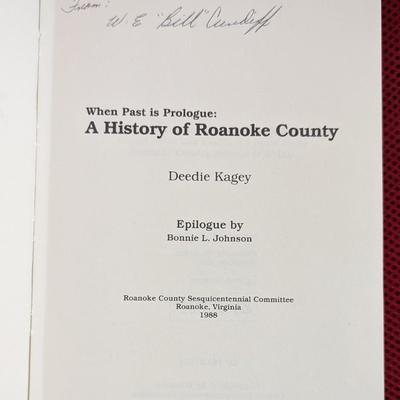 From:
W. E "Bill" Cundiff
When Past is Prologue:
A History of Roanoke County
Deedie Kagey
Epilogue by
Bonnie L. Johnson
Roanoke County Sesquicentennial Committee
Roanoke, Virginia
1988